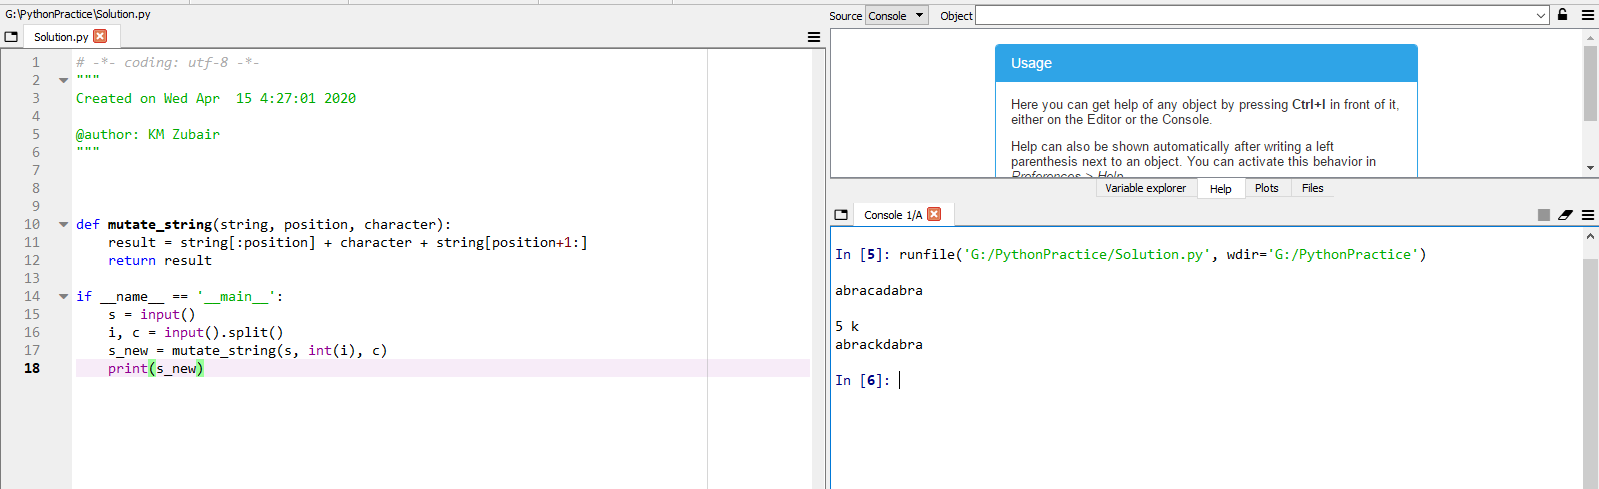 G:\PythonPractice\Solution.py
Solution.py
1 # -*- coding: utf-8 -*-
2 """
3 Created on Wed Apr  15 4:27:01 2020
4
5 @author: KM Zubair
6 """
7
8
9
10 def mutate_string(string, position, character):
11     result = string[:position] + character + string[position+1:]
12     return result
13
14 if __name__ == '__main__':
15     s = input()
16     i, c = input().split()
17     s_new = mutate_string(s, int(i), c)
18     print(s_new)
Source Console Object
Usage
Here you can get help of any object by pressing Ctrl+I in front of it,
either on the Editor or the Console.
Help can also be shown automatically after writing a left
parenthesis next to an object. You can activate this behavior in
Preferences > Help
Variable explorer Help Plots Files
Console 1/A
In [5]: runfile('G:/PythonPractice/Solution.py', wdir='G:/PythonPractice')
abracadabra
5 k
abrackdabra
In [6]: